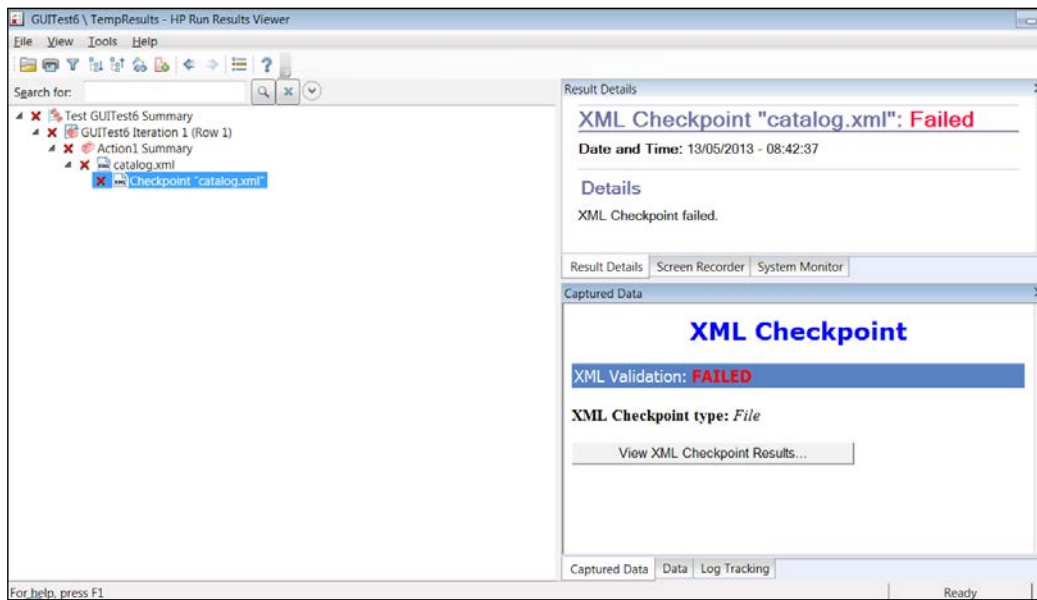 GUITest6 \ TempResults - HP Run Results Viewer
File View Tools Help
Search for:
Test GUITest6 Summary
GUITest6 Iteration 1 (Row 1)
Action1 Summary
catalog.xml
Checkpoint "catalog.xml"
Result Details
XML Checkpoint "catalog.xml": Failed
Date and Time: 13/05/2013 - 08:42:37
Details
XML Checkpoint failed.
Result Details Screen Recorder System Monitor
Captured Data
XML Checkpoint
XML Validation: FAILED
XML Checkpoint type: File
View XML Checkpoint Results...
Captured Data Data Log Tracking
For help, press F1 Ready